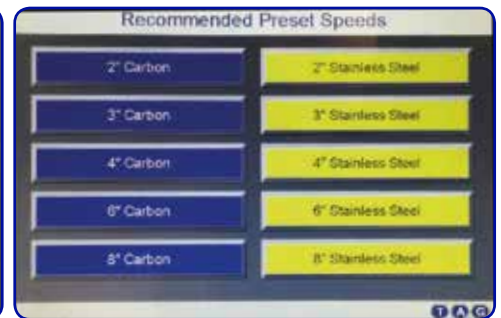 Recommended Preset Speeds
2" Carbon 2" Stainless Steel
3" Carbon 3" Stainless Steel
4" Carbon 4" Stainless Steel
6" Carbon 6" Stainless Steel
8" Carbon 8" Stainless Steel
TAG